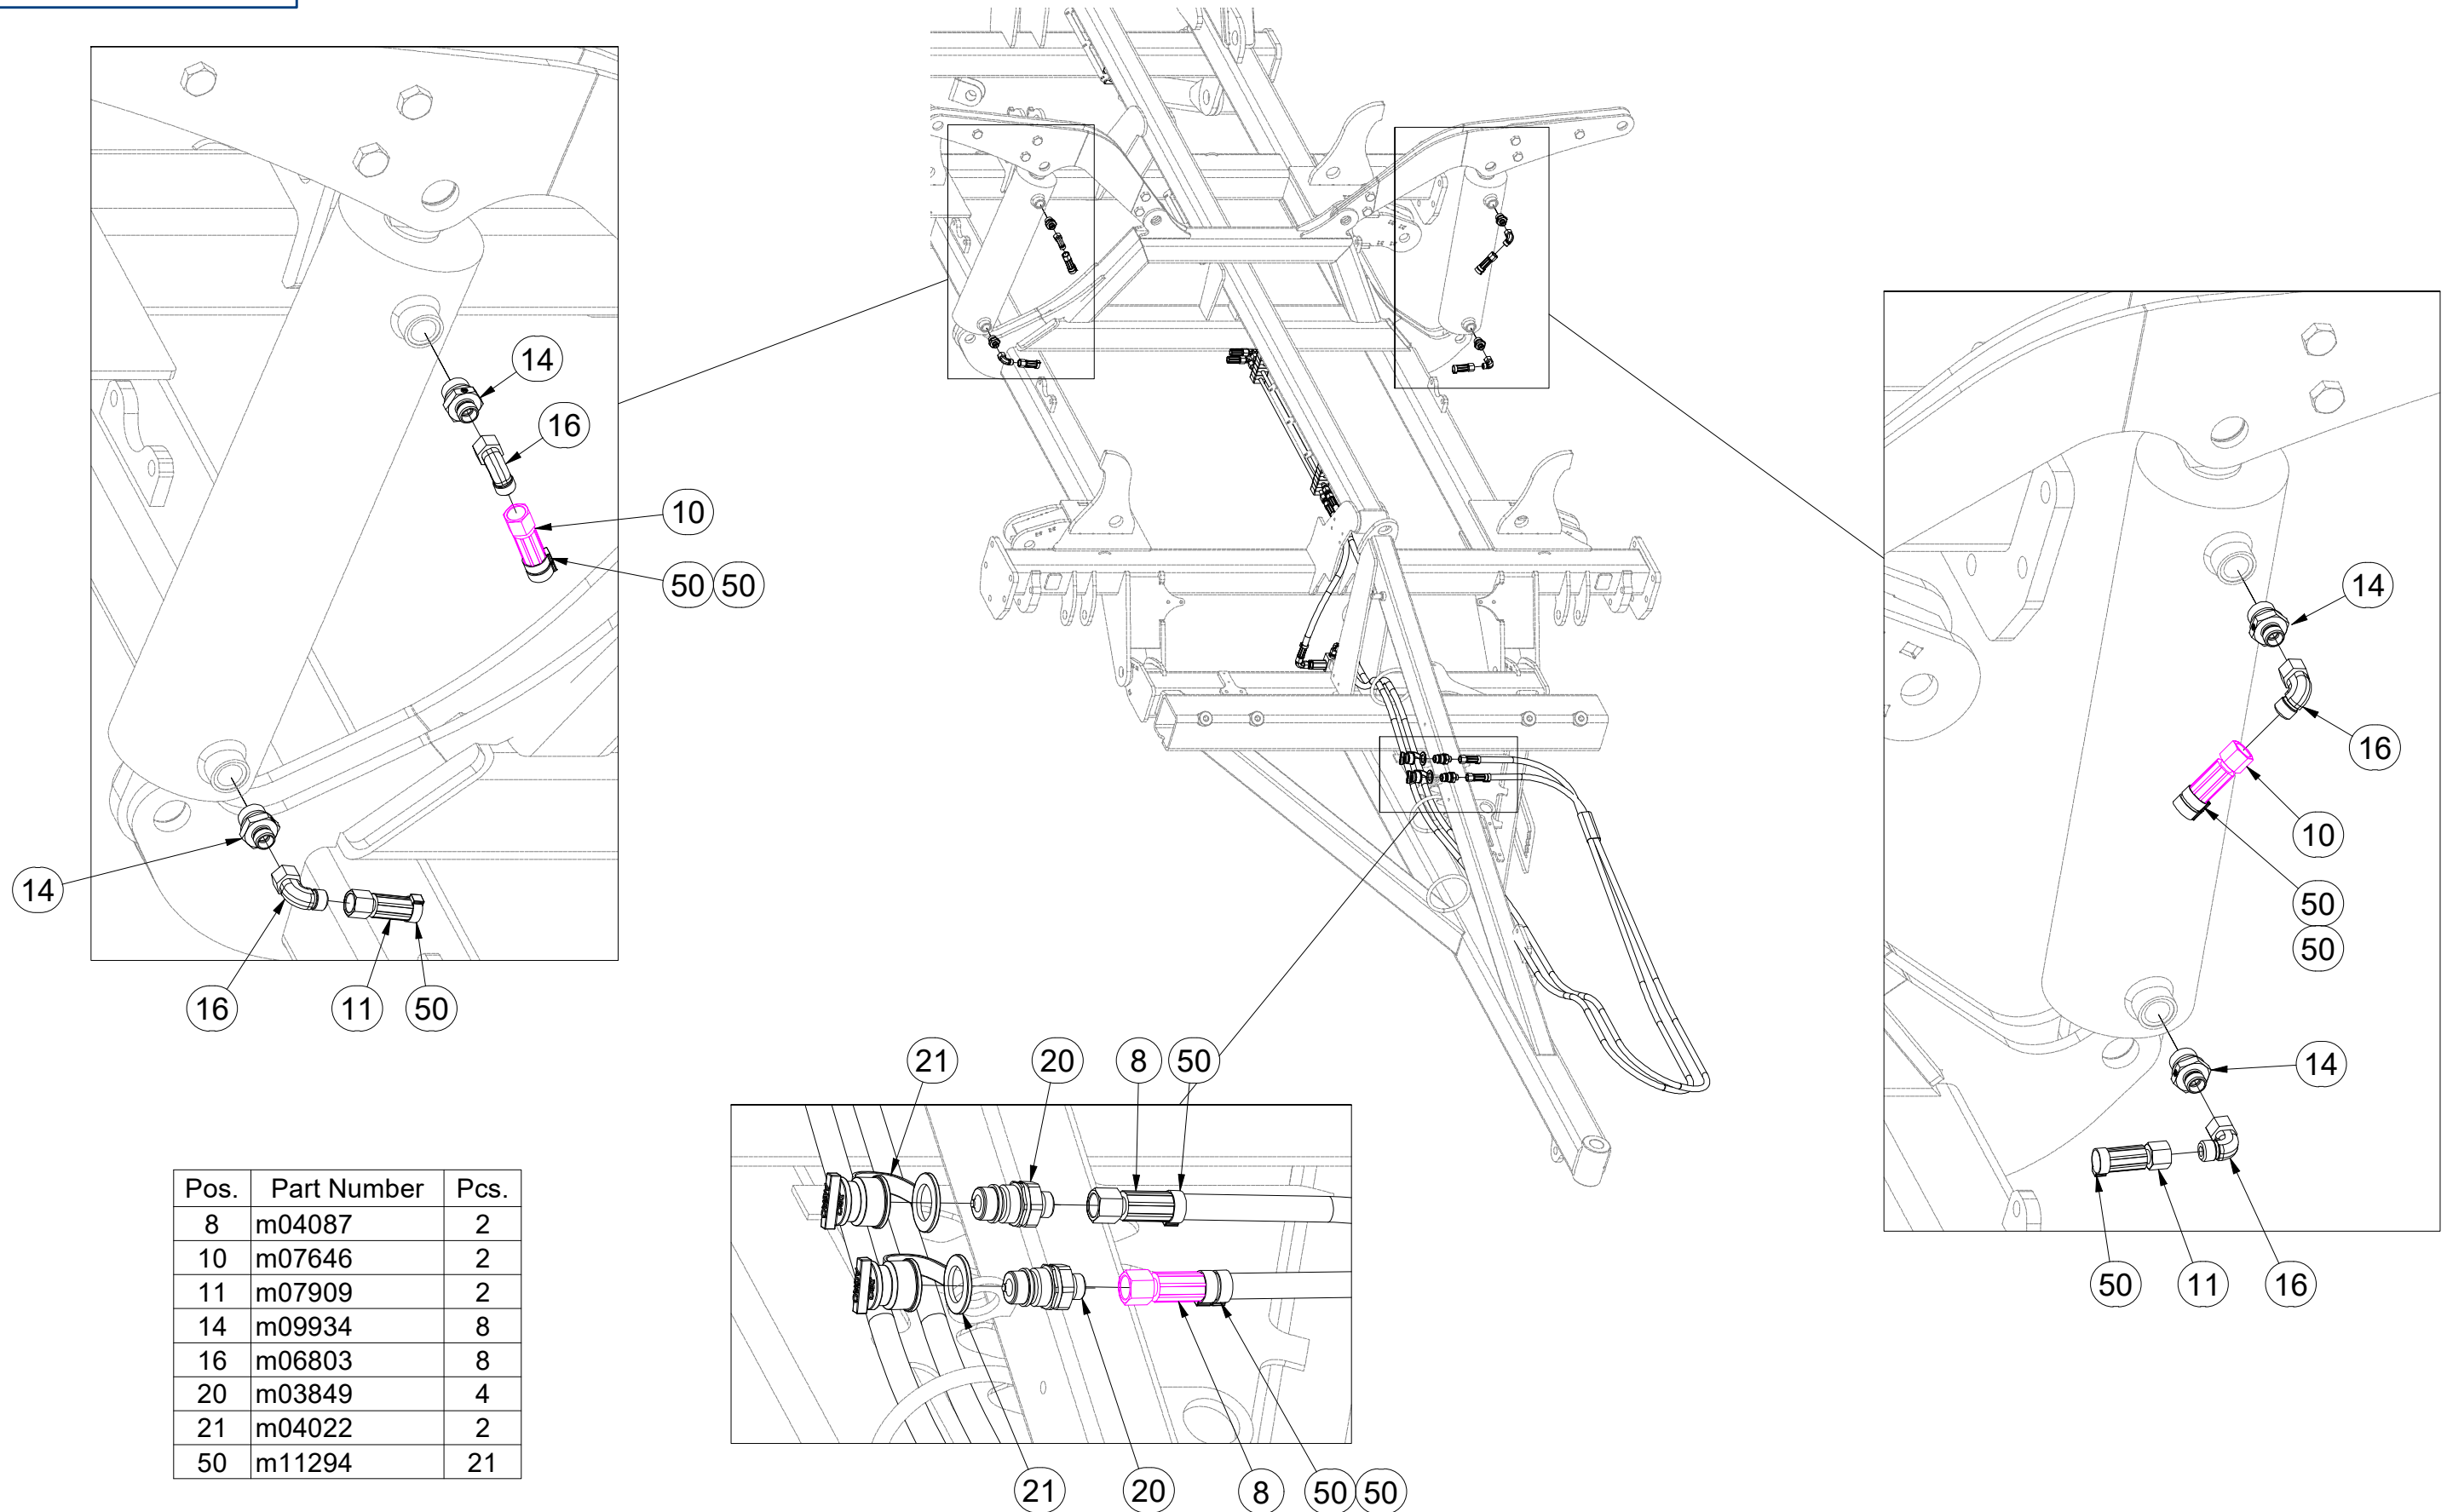 14
16
10
50 50
14
16 11 50
14
16
10
50
50
14
50 11 16
21 20 8 50
21 20 8 50 50
Pos. Part Number Pcs.
8 m04087 2
10 m07646 2
11 m07909 2
14 m09934 8
16 m06803 8
20 m03849 4
21 m04022 2
50 m11294 21